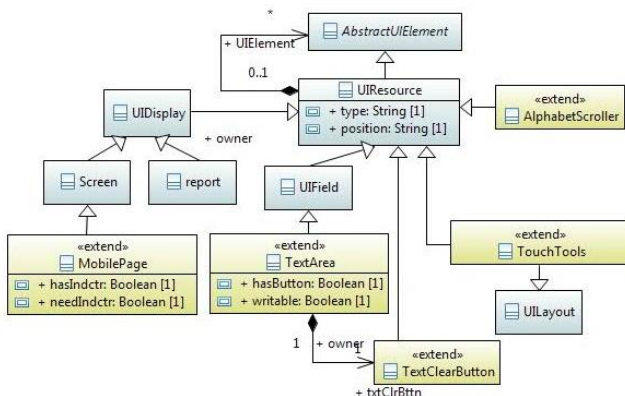 *
AbstractUIElement
+ UIElement
0..1
UIResource
+ type: String [1]
+ position: String [1]
UIDisplay
«extend»
AlphabetScroller
+ owner
Screen
report
UIField
«extend»
MobilePage
+ hasIndctr: Boolean [1]
+ needIndctr: Boolean [1]
«extend»
TextArea
+ hasButton: Boolean [1]
+ writable: Boolean [1]
«extend»
TouchTools
UILayout
1
+ owner
1
«extend»
TextClearButton
+ txtClrBttn